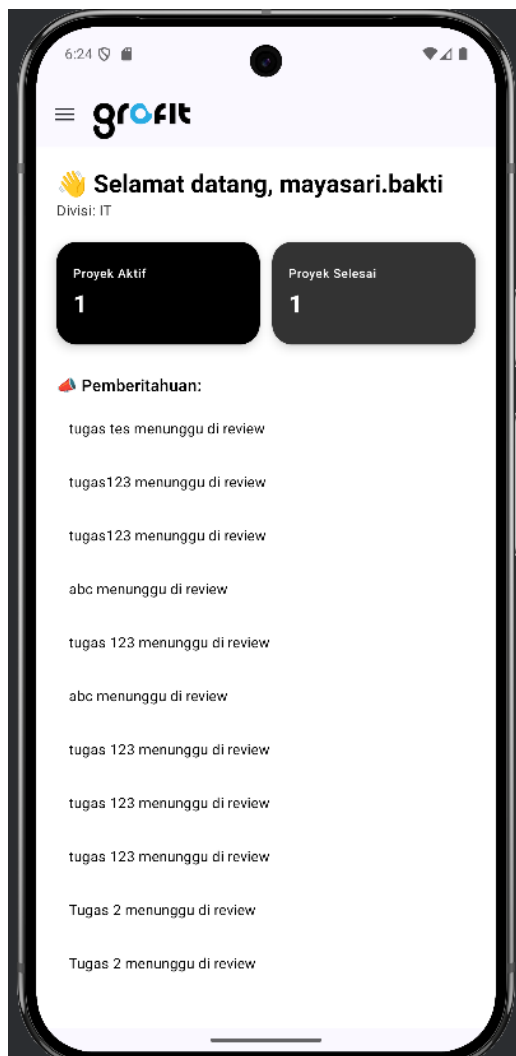 6:24
grofit
👋 Selamat datang, mayasari.bakti
Divisi: IT
Proyek Aktif
1
Proyek Selesai
1
📣 Pemberitahuan:
tugas tes menunggu di review
tugas123 menunggu di review
tugas123 menunggu di review
abc menunggu di review
tugas 123 menunggu di review
abc menunggu di review
tugas 123 menunggu di review
tugas 123 menunggu di review
tugas 123 menunggu di review
Tugas 2 menunggu di review
Tugas 2 menunggu di review